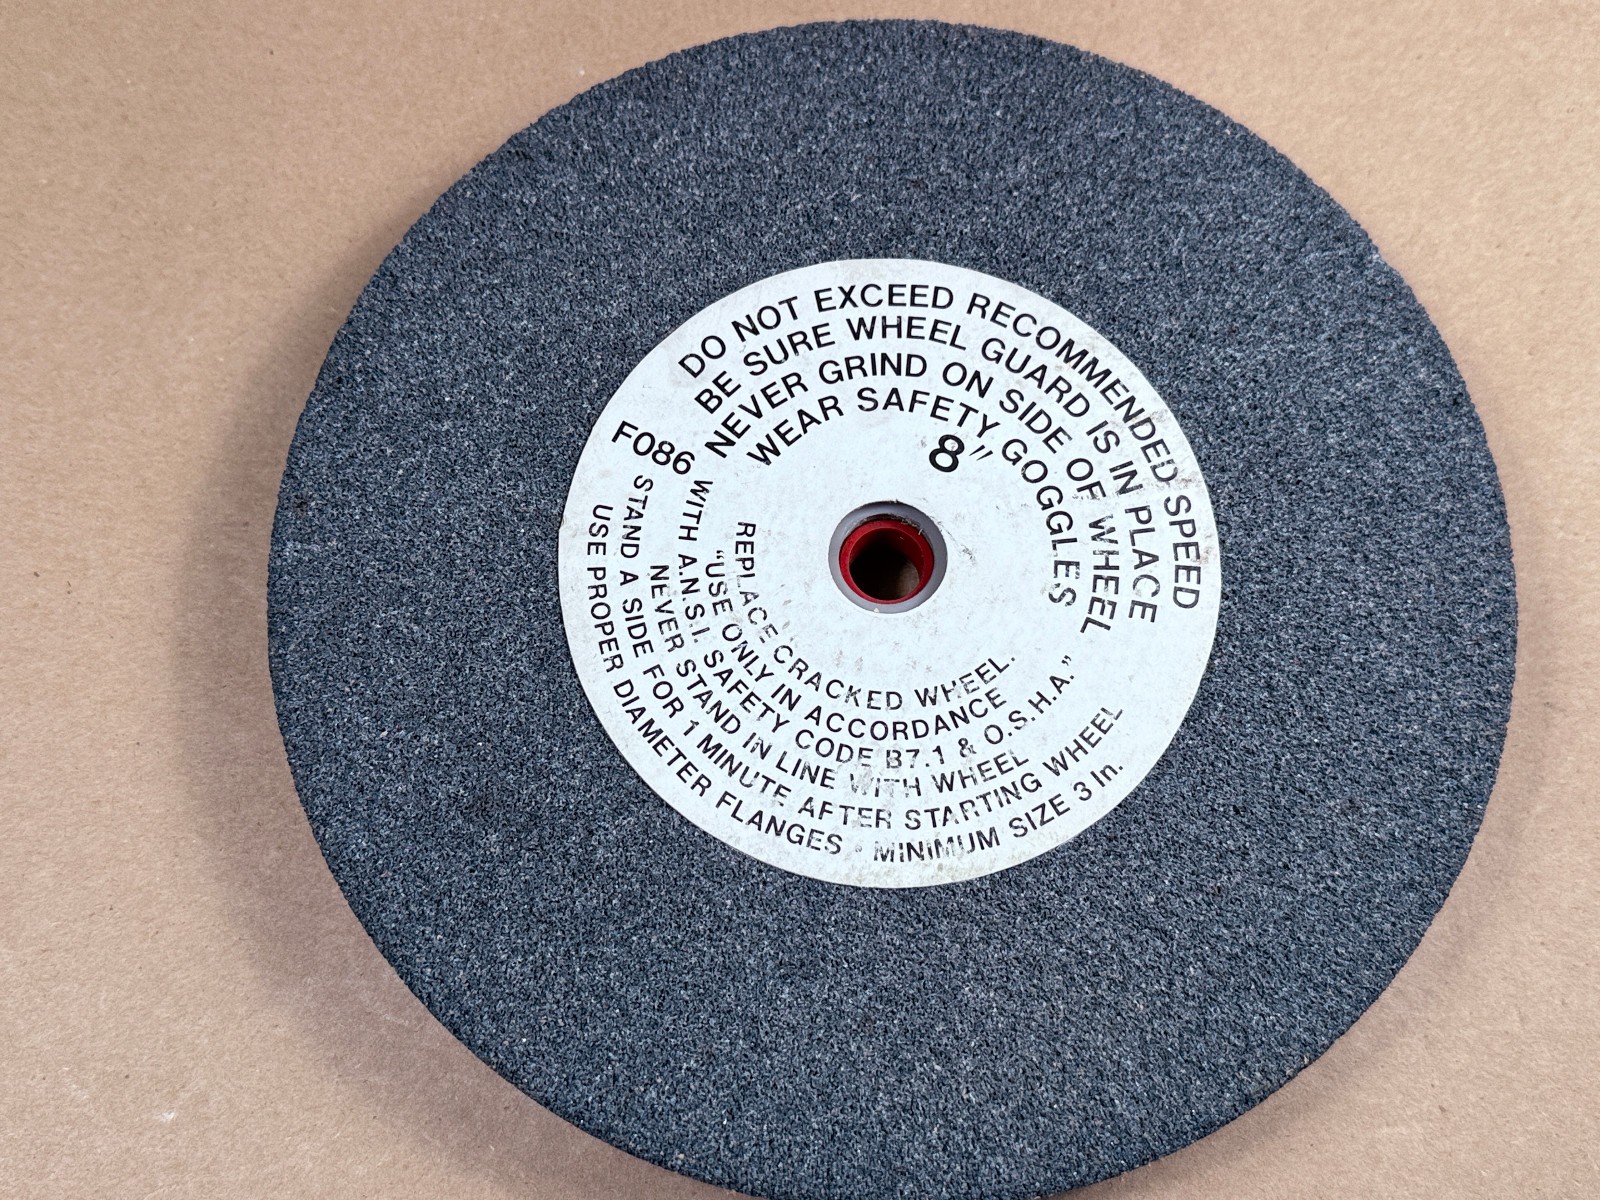 DO NOT EXCEED RECOMMENDED SPEED
BE SURE WHEEL GUARD IS IN PLACE
NEVER GRIND ON SIDE OF WHEEL
WEAR SAFETY GOGGLES
8"
F086
REPLACE CRACKED WHEEL.
"USE ONLY IN ACCORDANCE
WITH A.N.S.I. SAFETY CODE B7.1 & O.S.H.A."
NEVER STAND IN LINE WITH WHEEL
STAND A SIDE FOR 1 MINUTE AFTER STARTING WHEEL
USE PROPER DIAMETER FLANGES - MINIMUM SIZE 3 In.